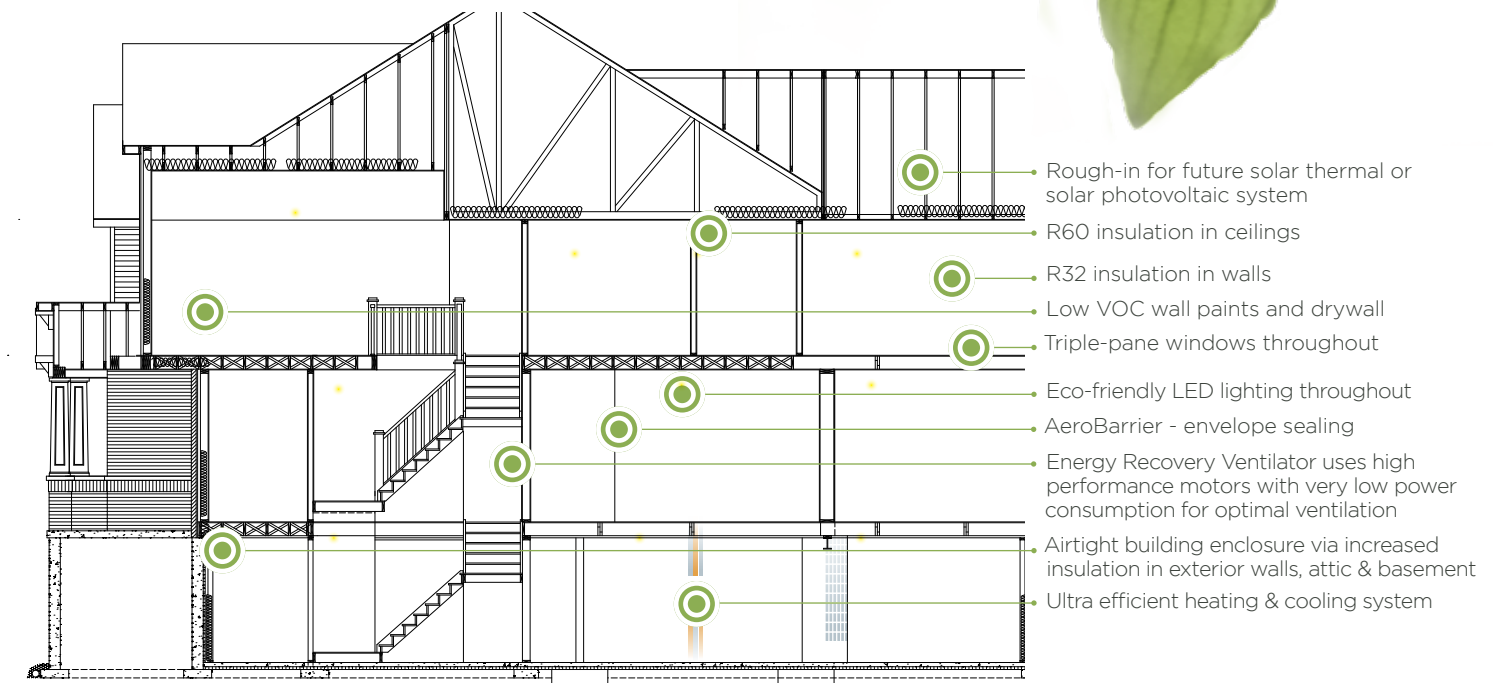 Rough-in for future solar thermal or
solar photovoltaic system
R60 insulation in ceilings
R32 insulation in walls
Low VOC wall paints and drywall
Triple-pane windows throughout
Eco-friendly LED lighting throughout
AeroBarrier - envelope sealing
Energy Recovery Ventilator uses high
performance motors with very low power
consumption for optimal ventilation
Airtight building enclosure via increased
insulation in exterior walls, attic & basement
Ultra efficient heating & cooling system